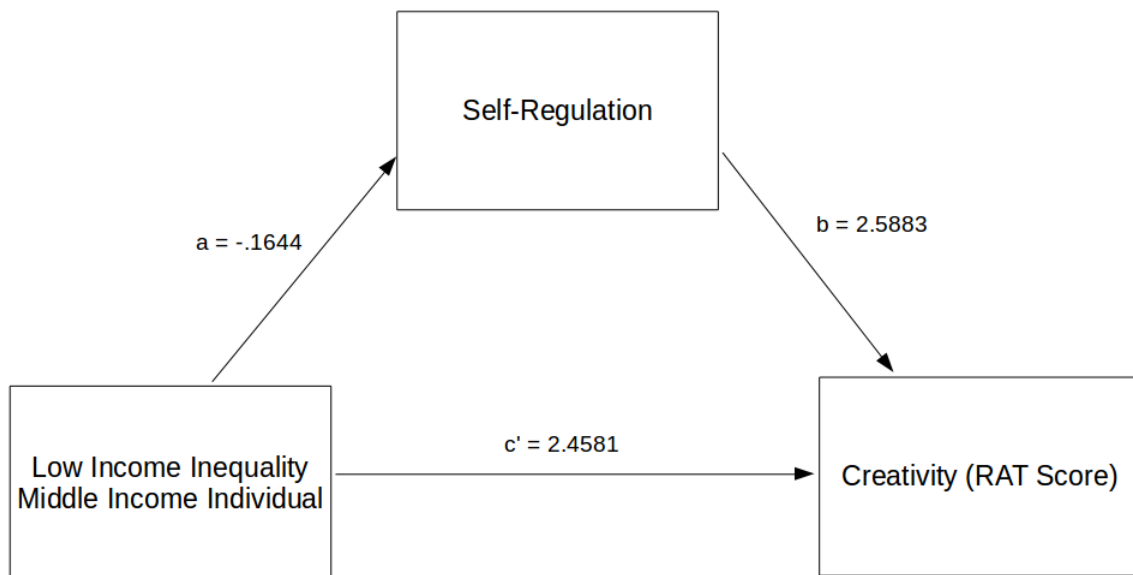 Self-Regulation
a = -.1644
b = 2.5883
c' = 2.4581
Low Income Inequality
Middle Income Individual
Creativity (RAT Score)